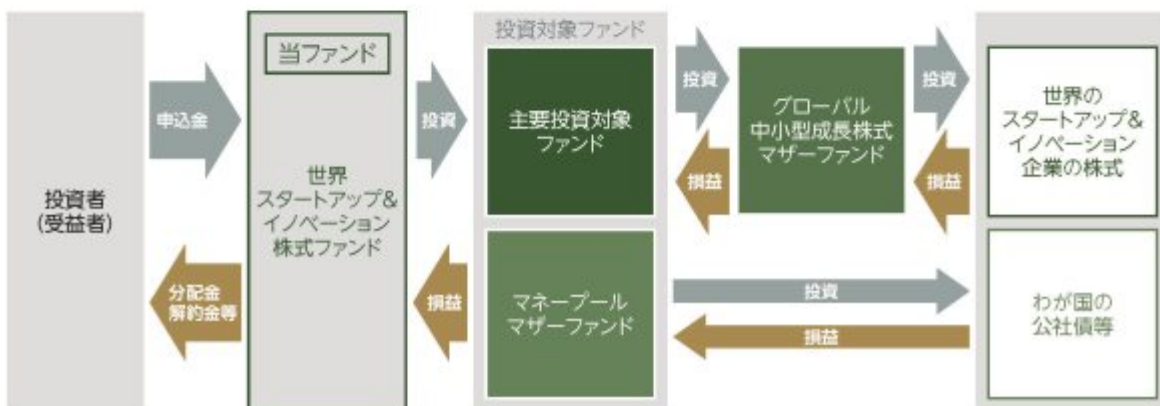 投資者
(受益者)
申込金
分配金
解約金等
当ファンド
世界
スタートアップ&
イノベーション
株式ファンド
投資
損益
投資対象ファンド
主要投資対象
ファンド
マネープール
マザーファンド
投資
損益
グローバル
中小型成長株式
マザーファンド
投資
損益
投資
損益
世界の
スタートアップ&
イノベーション
企業の株式
わが国の
公社債等